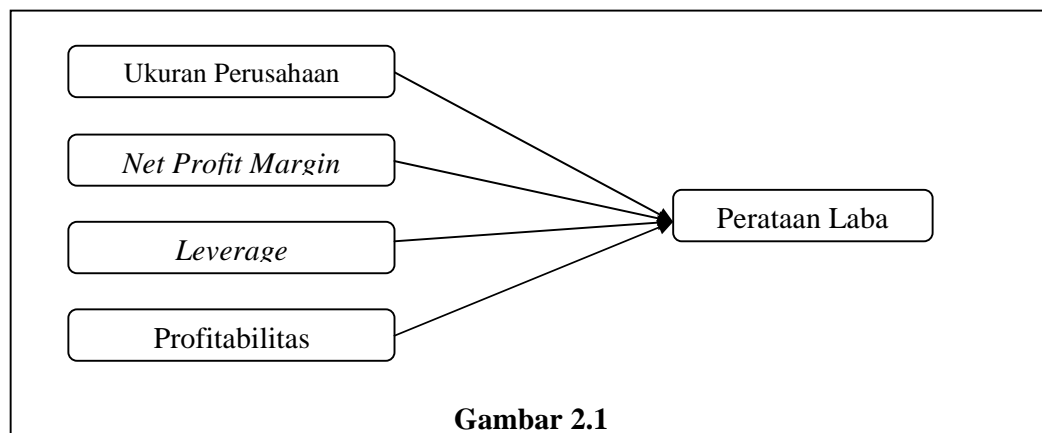 Ukuran Perusahaan
Net Profit Margin
Leverage
Profitabilitas
Perataan Laba
Gambar 2.1